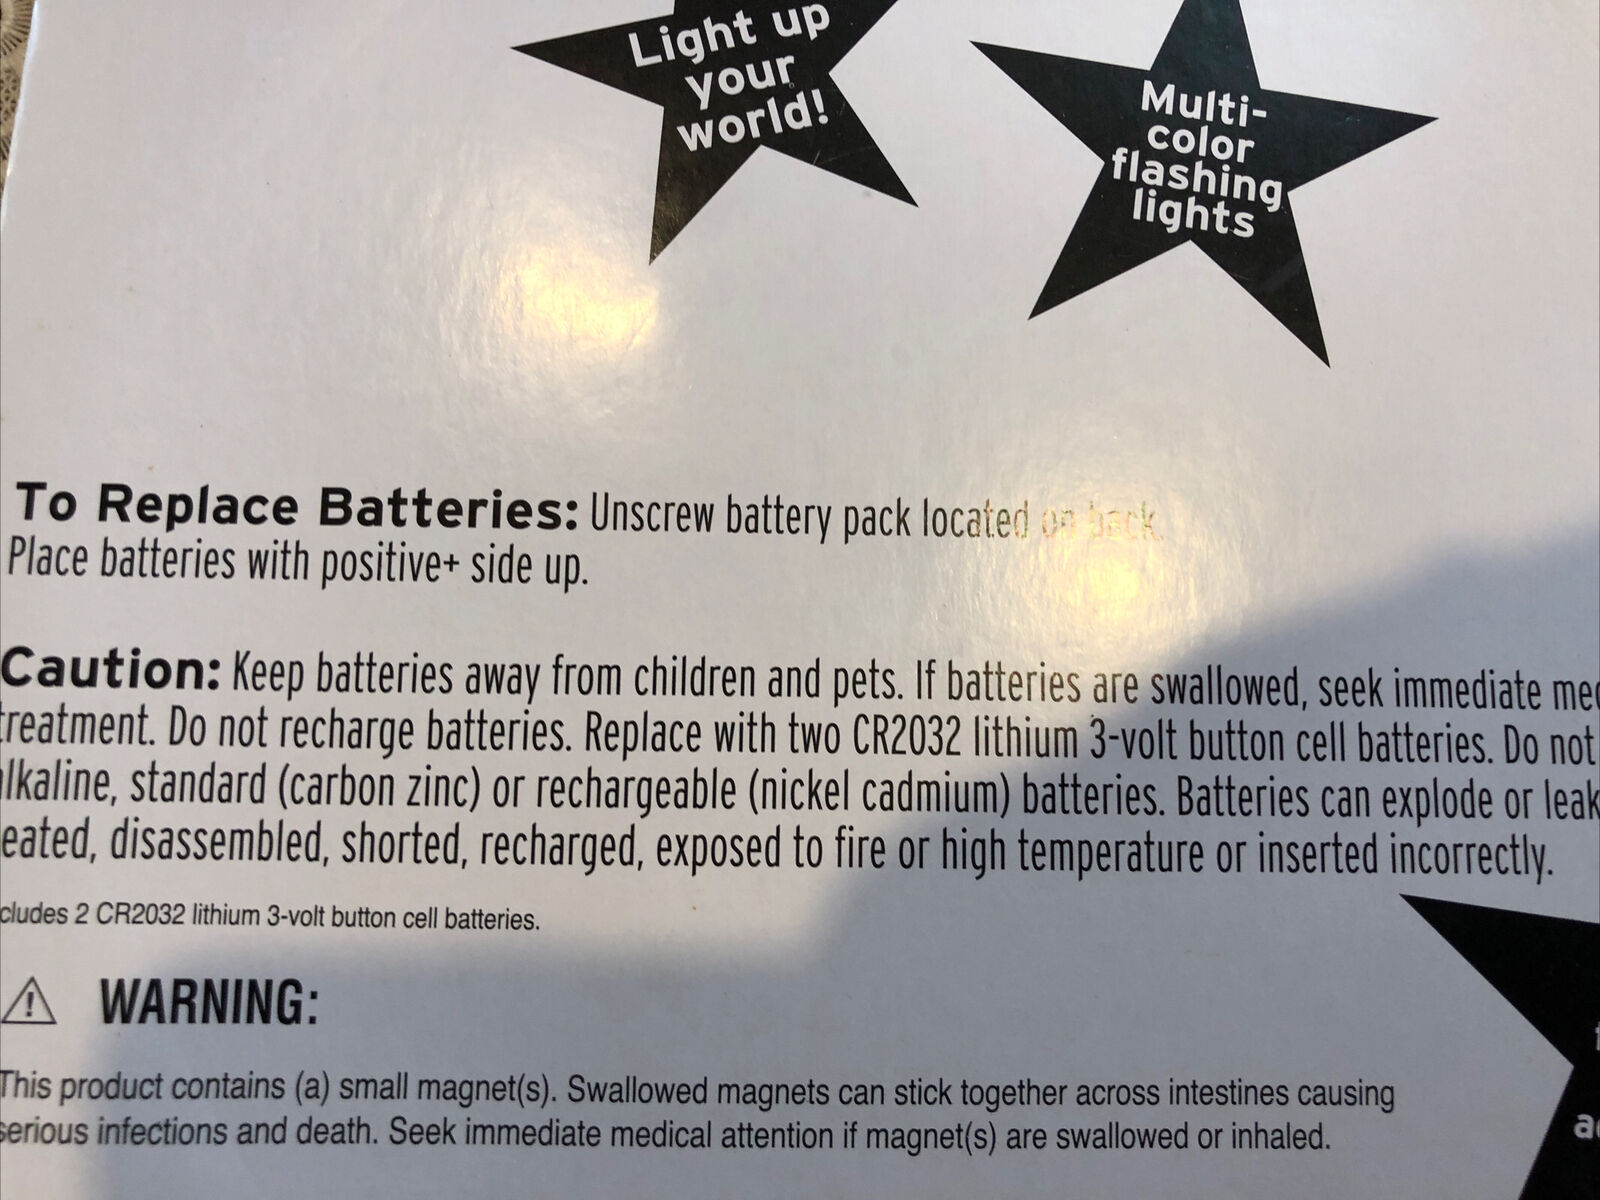 Light up
your
world!
Multi-
color
flashing
lights
To Replace Batteries: Unscrew battery pack located on back.
Place batteries with positive+ side up.
Caution: Keep batteries away from children and pets. If batteries are swallowed, seek immediate med
treatment. Do not recharge batteries. Replace with two CR2032 lithium 3-volt button cell batteries. Do not
lkaline, standard (carbon zinc) or rechargeable (nickel cadmium) batteries. Batteries can explode or leak
eated, disassembled, shorted, recharged, exposed to fire or high temperature or inserted incorrectly.
cludes 2 CR2032 lithium 3-volt button cell batteries.
WARNING:
This product contains (a) small magnet(s). Swallowed magnets can stick together across intestines causing
serious infections and death. Seek immediate medical attention if magnet(s) are swallowed or inhaled.